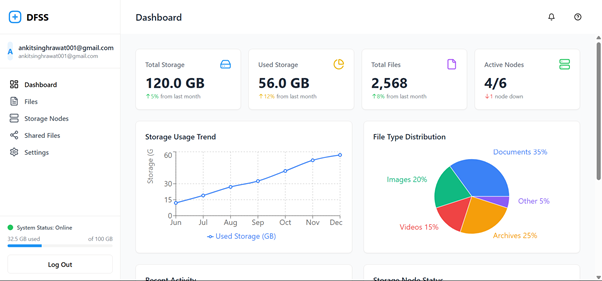 DFSS
Dashboard
A
ankitsinghrawat001@gmail.com
ankitsinghrawat001@gmail.com
Dashboard
Files
Storage Nodes
Shared Files
Settings
System Status: Online
32.5 GB used of 100 GB
Log Out
Total Storage
120.0 GB
↑5% from last month
Used Storage
56.0 GB
↑12% from last month
Total Files
2,568
↑8% from last month
Active Nodes
4/6
↓1 node down
Storage Usage Trend
Storage (G
60
30
15
0
Jun Jul Aug Sep Oct Nov Dec
Used Storage (GB)
File Type Distribution
Documents 35%
Images 20%
Other 5%
Videos 15%
Archives 25%
Recent Activity
Storage Node Status